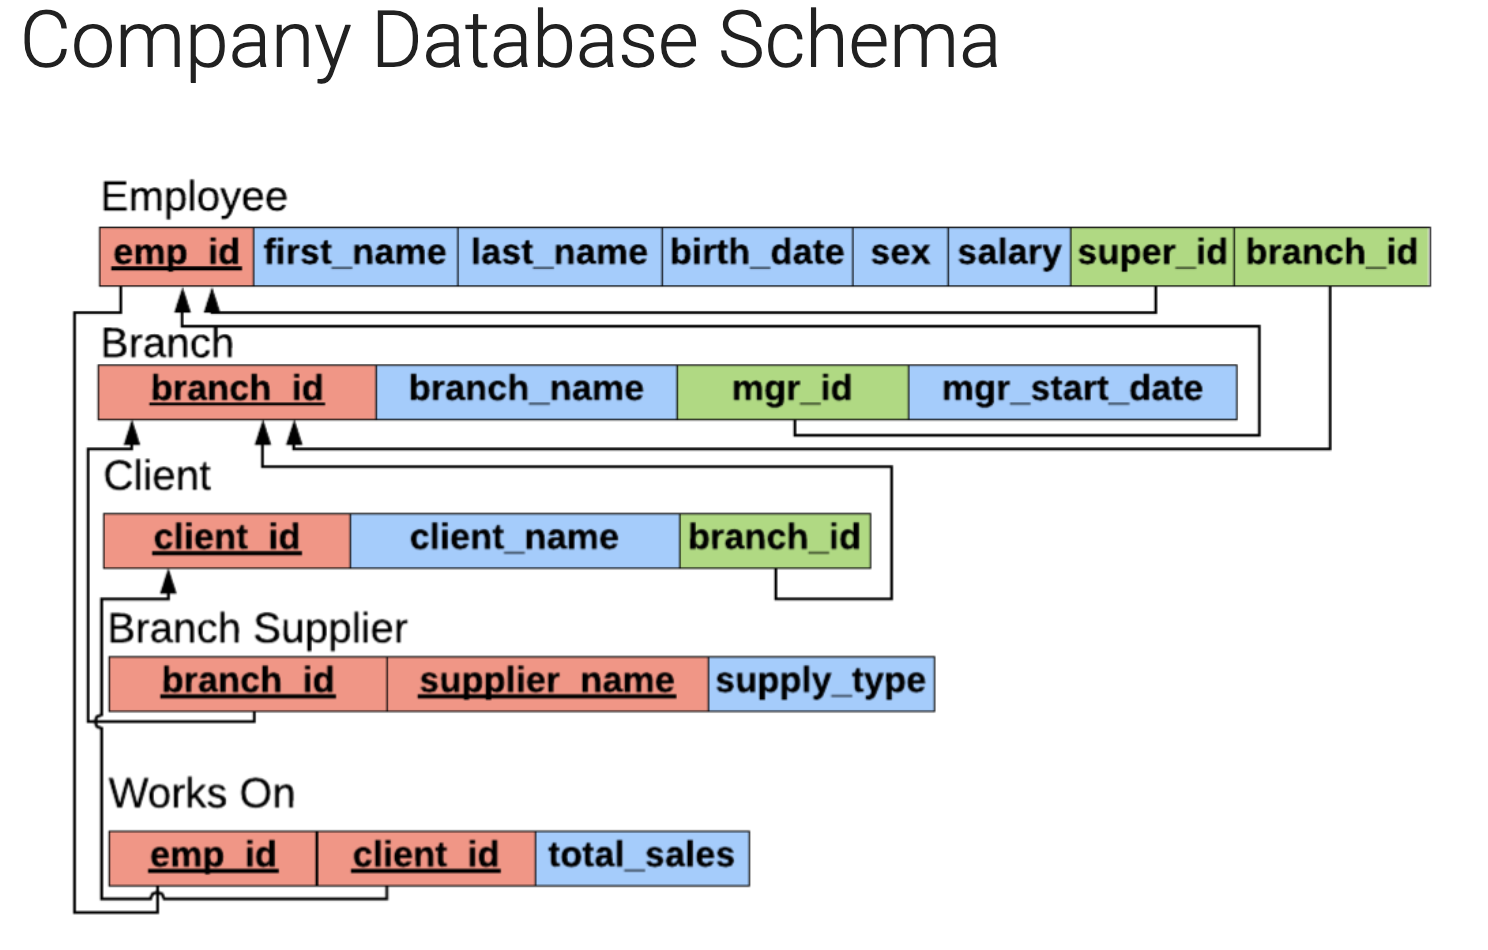 Company Database Schema
Employee
emp_id first_name last_name birth_date sex salary super_id branch_id
Branch
branch_id branch_name mgr_id mgr_start_date
Client
client_id client_name branch_id
Branch Supplier
branch_id supplier_name supply_type
Works On
emp_id client_id total_sales